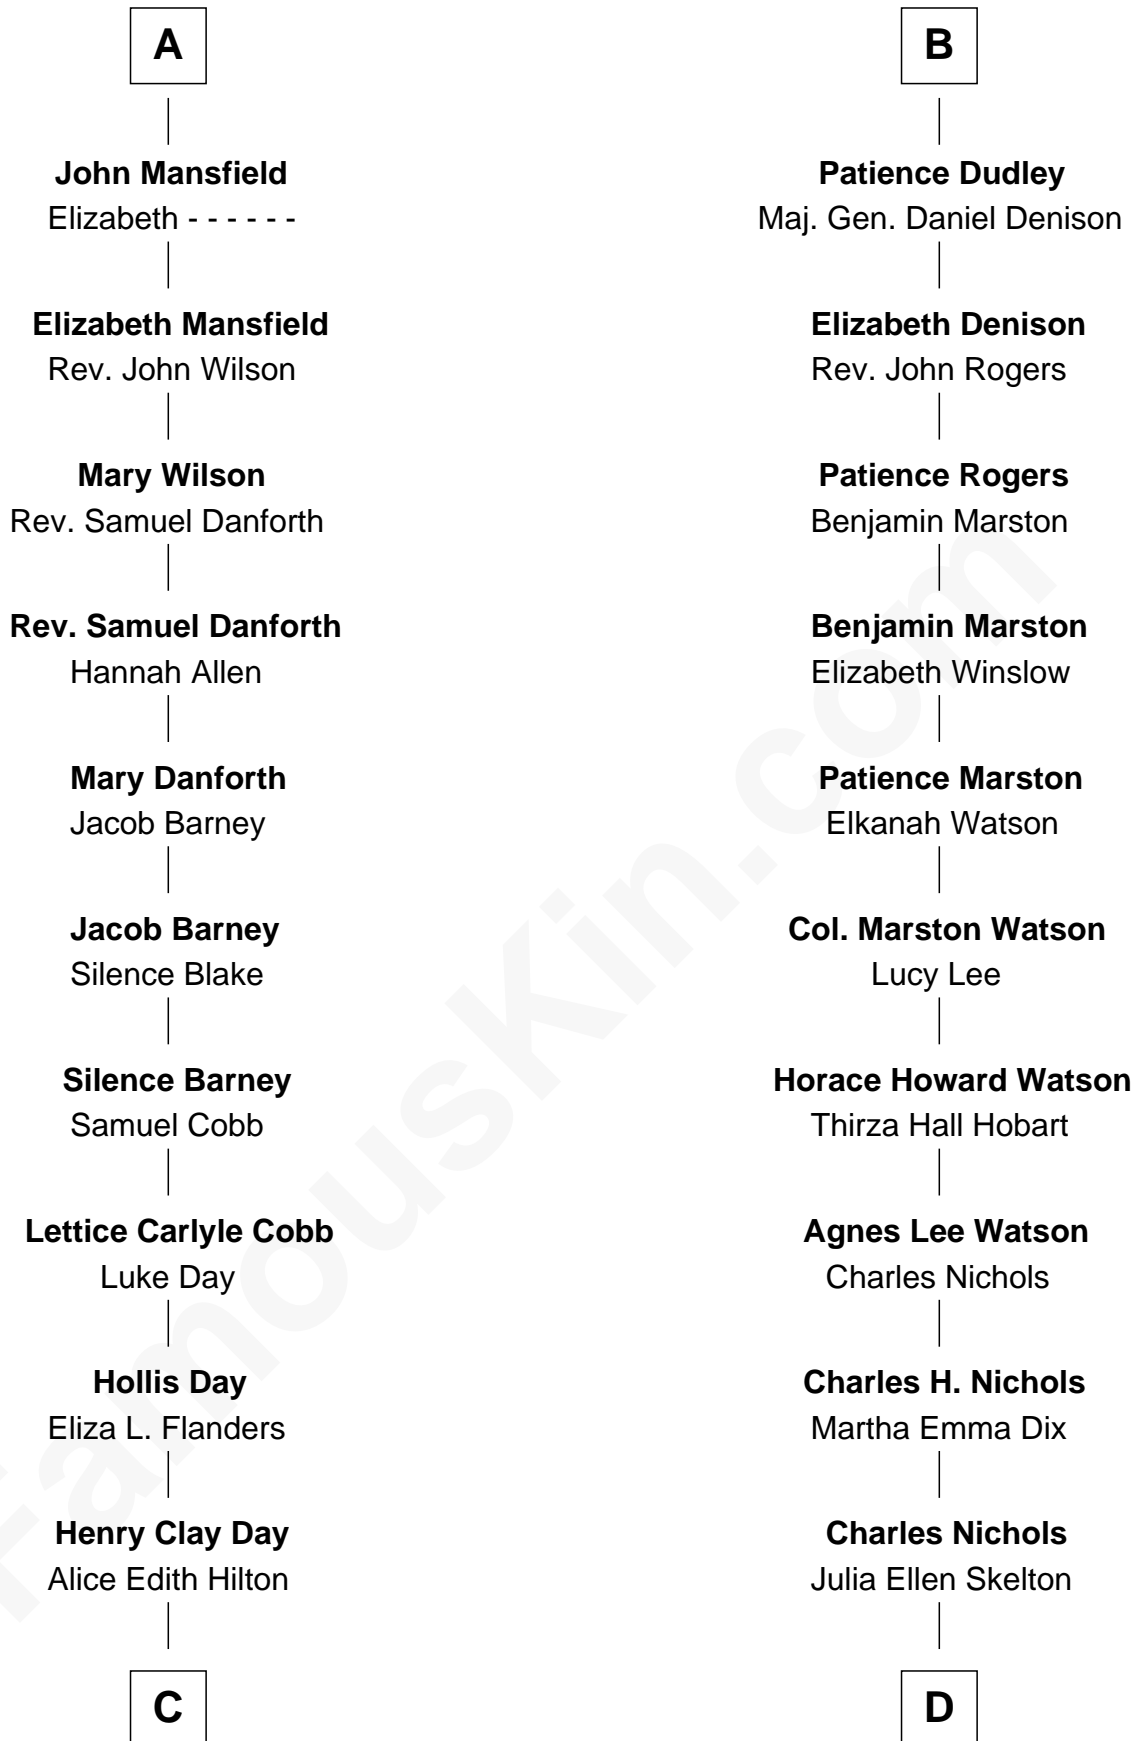 A
John Mansfield
Elizabeth - - - - - -
Elizabeth Mansfield
Rev. John Wilson
Mary Wilson
Rev. Samuel Danforth
Rev. Samuel Danforth
Hannah Allen
Mary Danforth
Jacob Barney
Jacob Barney
Silence Blake
Silence Barney
Samuel Cobb
Lettice Carlyle Cobb
Luke Day
Hollis Day
Eliza L. Flanders
Henry Clay Day
Alice Edith Hilton
C
B
Patience Dudley
Maj. Gen. Daniel Denison
Elizabeth Denison
Rev. John Rogers
Patience Rogers
Benjamin Marston
Benjamin Marston
Elizabeth Winslow
Patience Marston
Elkanah Watson
Col. Marston Watson
Lucy Lee
Horace Howard Watson
Thirza Hall Hobart
Agnes Lee Watson
Charles Nichols
Charles H. Nichols
Martha Emma Dix
Charles Nichols
Julia Ellen Skelton
D
FamousKin.com